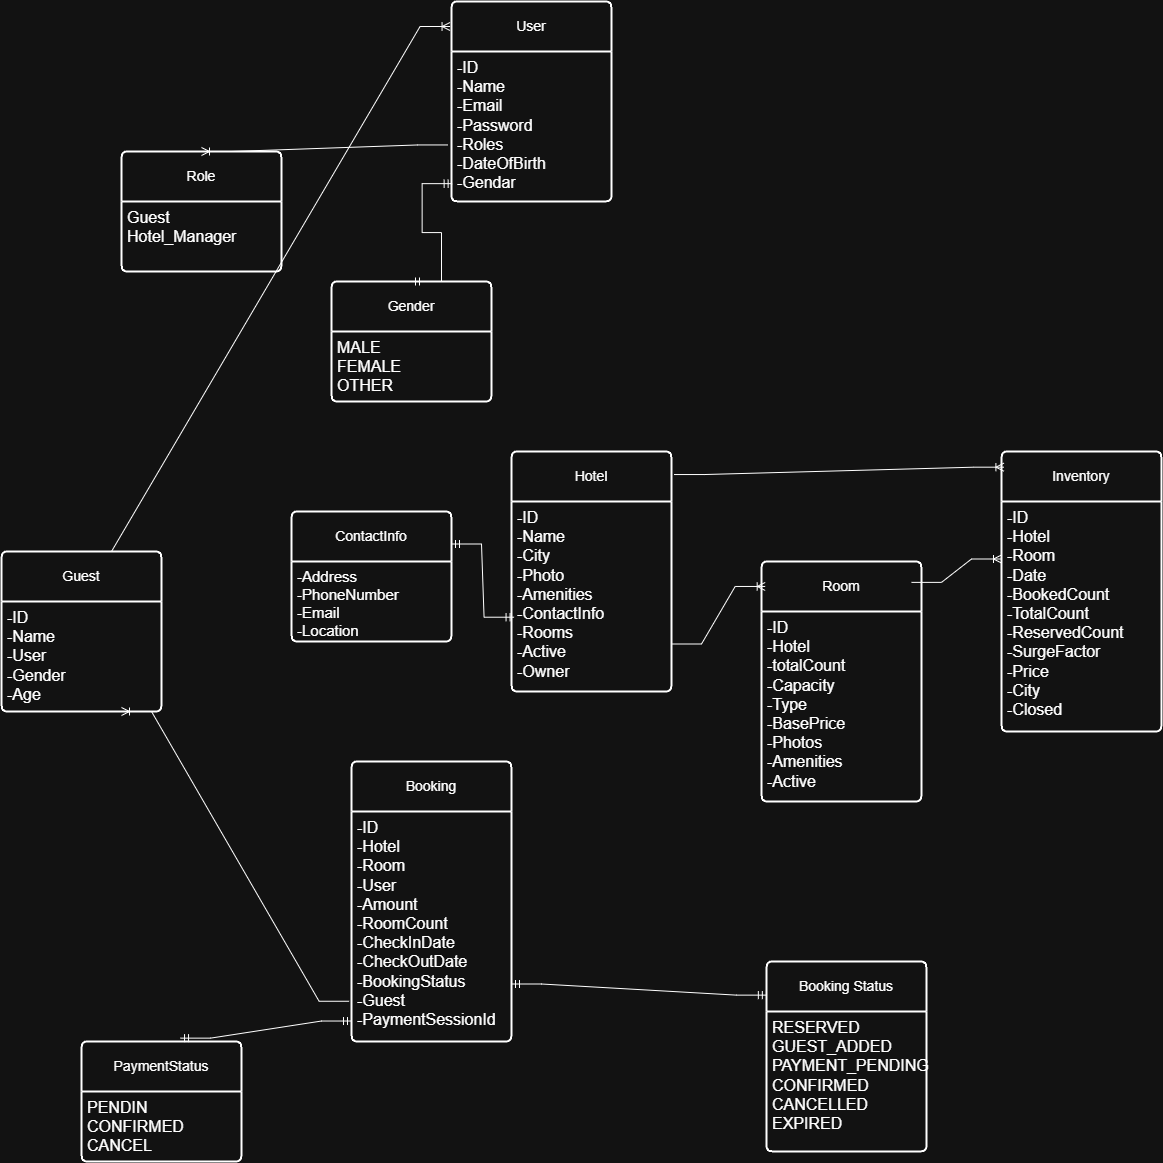 User
-ID
-Name
-Email
-Password
-Roles
-DateOfBirth
-Gendar
Role
Guest
Hotel_Manager
Gender
MALE
FEMALE
OTHER
Hotel
-ID
-Name
-City
-Photo
-Amenities
-ContactInfo
-Rooms
-Active
-Owner
Inventory
-ID
-Hotel
-Room
-Date
-BookedCount
-TotalCount
-ReservedCount
-SurgeFactor
-Price
-City
-Closed
ContactInfo
-Address
-PhoneNumber
-Email
-Location
Guest
-ID
-Name
-User
-Gender
-Age
Room
-ID
-Hotel
-totalCount
-Capacity
-Type
-BasePrice
-Photos
-Amenities
-Active
Booking
-ID
-Hotel
-Room
-User
-Amount
-RoomCount
-CheckInDate
-CheckOutDate
-BookingStatus
-Guest
-PaymentSessionId
Booking Status
RESERVED
GUEST_ADDED
PAYMENT_PENDING
CONFIRMED
CANCELLED
EXPIRED
PaymentStatus
PENDIN
CONFIRMED
CANCEL